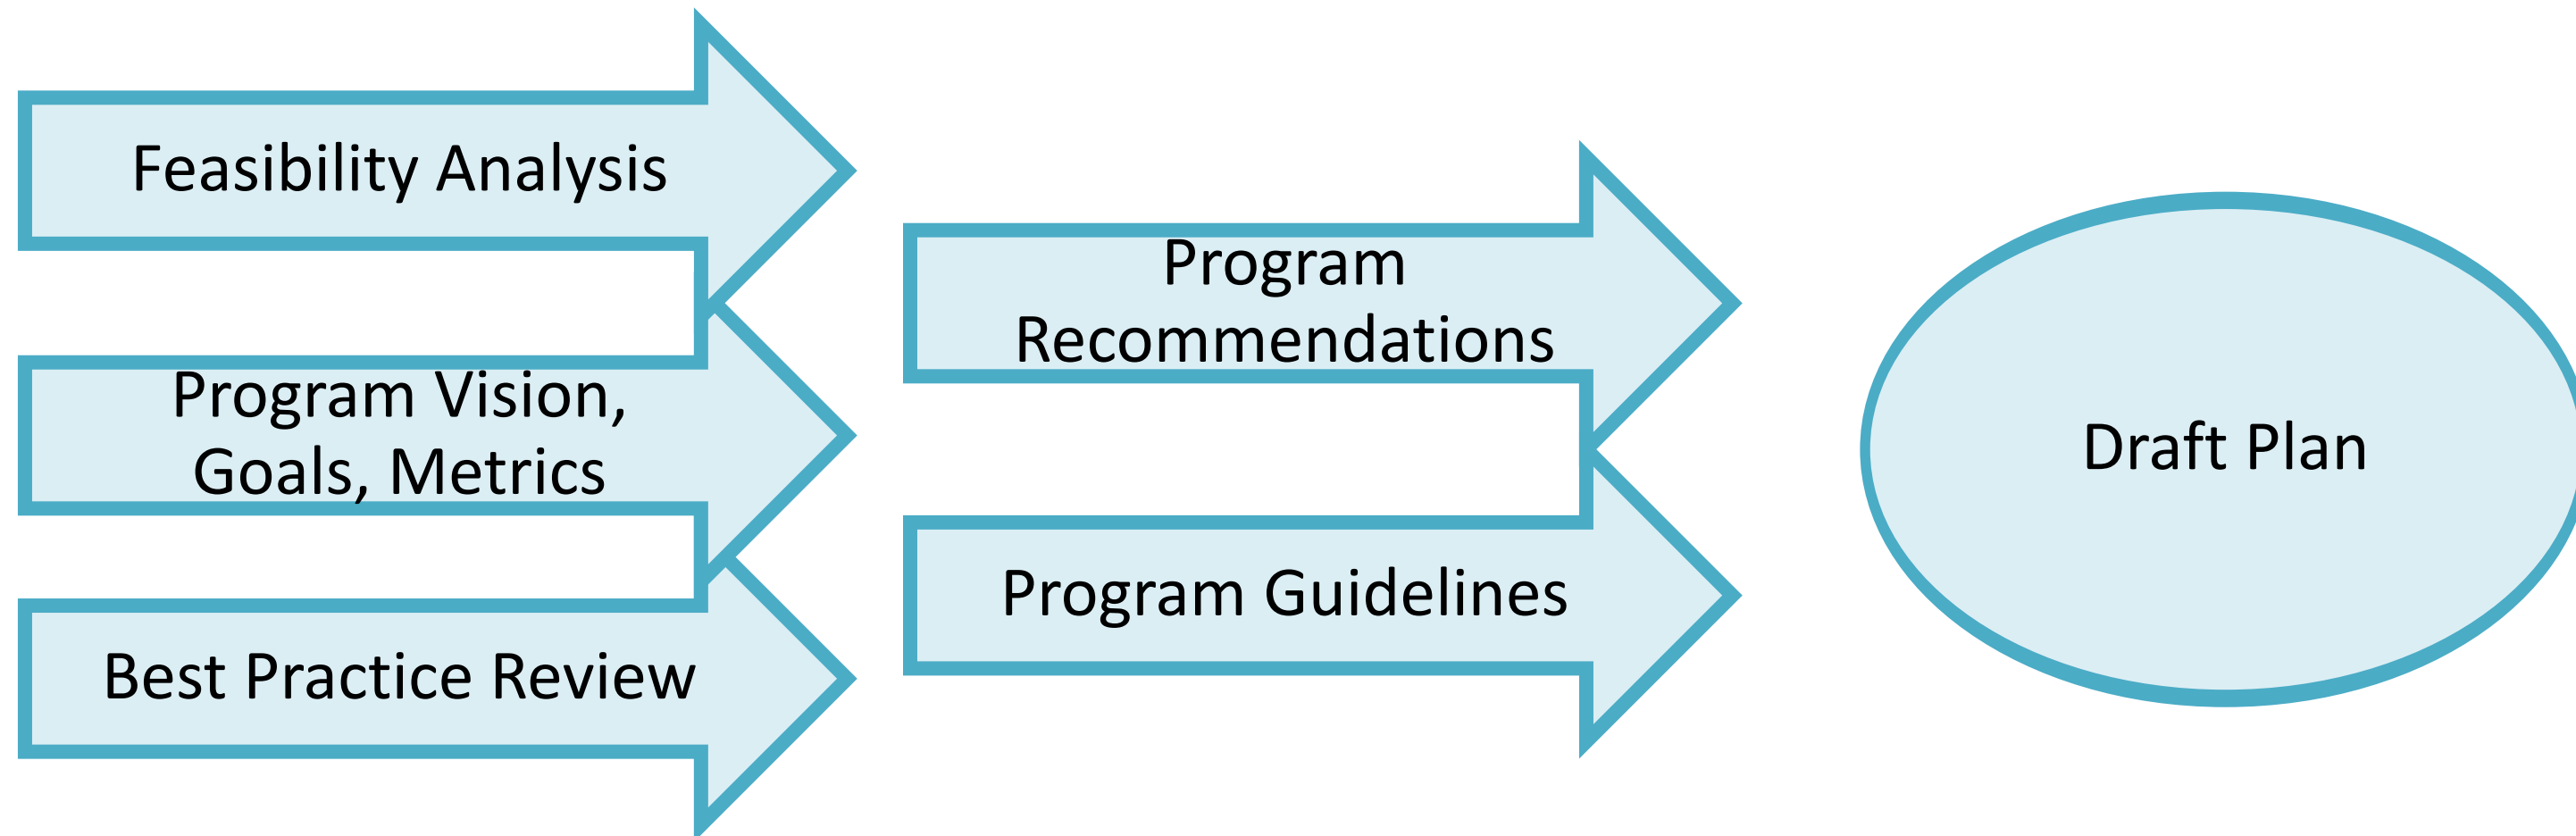 Feasibility Analysis
Program Vision,
Goals, Metrics
Best Practice Review
Program
Recommendations
Program Guidelines
Draft Plan